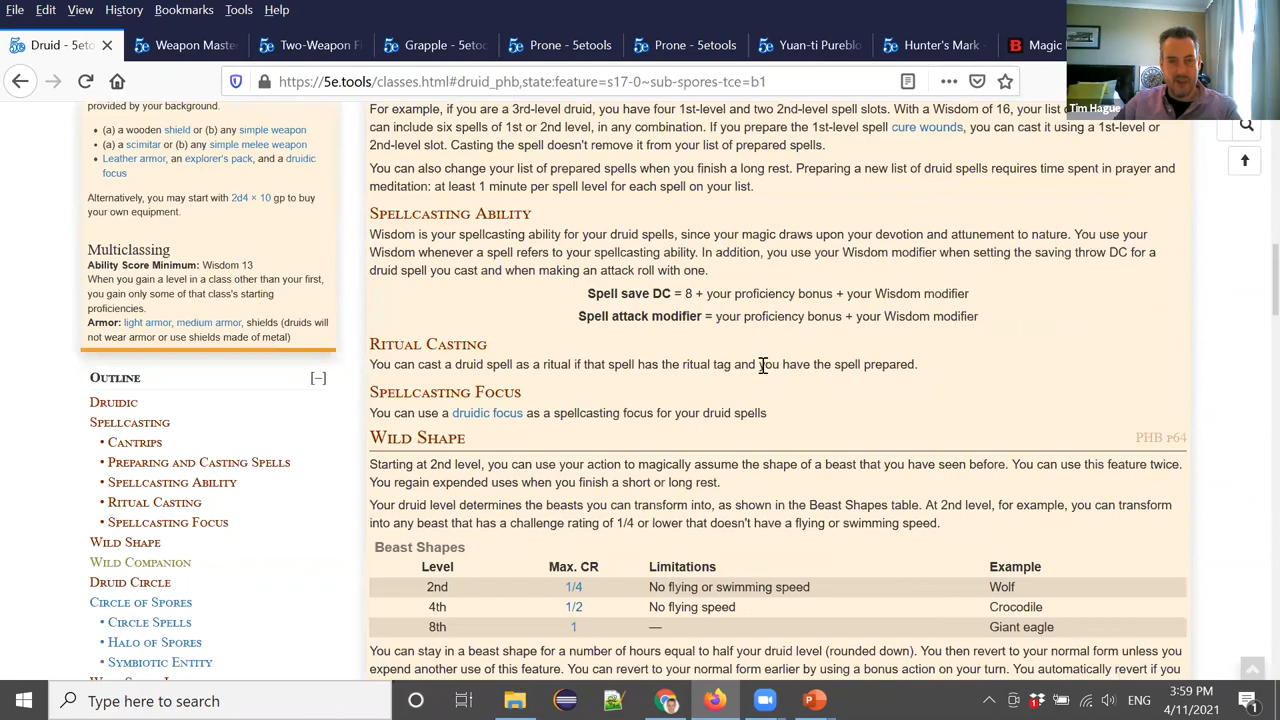 File Edit View History Bookmarks Tools Help
Druid - 5eto
Weapon Maste
Two-Weapon F
Grapple - 5eto
Prone - 5etools
Prone - 5etools
Yuan-ti Pureblo
Hunter's Mark -
Magic
https://5e.tools/classes.html#druid_phb,state:feature=s17-0~sub-spores-tce=b1
Tim Hague
provided by your background.
• (a) a wooden shield or (b) any simple weapon
• (a) a scimitar or (b) any simple melee weapon
• Leather armor, an explorer's pack, and a druidic
focus
Alternatively, you may start with 2d4 × 10 gp to buy
your own equipment.
Multiclassing
Ability Score Minimum: Wisdom 13
When you gain a level in a class other than your first,
you gain only some of that class's starting
proficiencies.
Armor: light armor, medium armor, shields (druids will
not wear armor or use shields made of metal)
Outline [–]
Druidic
Spellcasting
• Cantrips
• Preparing and Casting Spells
• Spellcasting Ability
• Ritual Casting
• Spellcasting Focus
Wild Shape
Wild Companion
Druid Circle
Circle of Spores
• Circle Spells
• Halo of Spores
• Symbiotic Entity
For example, if you are a 3rd-level druid, you have four 1st-level and two 2nd-level spell slots. With a Wisdom of 16, your list o
can include six spells of 1st or 2nd level, in any combination. If you prepare the 1st-level spell cure wounds, you can cast it using a 1st-level or
2nd-level slot. Casting the spell doesn't remove it from your list of prepared spells.
You can also change your list of prepared spells when you finish a long rest. Preparing a new list of druid spells requires time spent in prayer and
meditation: at least 1 minute per spell level for each spell on your list.
Spellcasting Ability
Wisdom is your spellcasting ability for your druid spells, since your magic draws upon your devotion and attunement to nature. You use your
Wisdom whenever a spell refers to your spellcasting ability. In addition, you use your Wisdom modifier when setting the saving throw DC for a
druid spell you cast and when making an attack roll with one.
Spell save DC = 8 + your proficiency bonus + your Wisdom modifier
Spell attack modifier = your proficiency bonus + your Wisdom modifier
Ritual Casting
You can cast a druid spell as a ritual if that spell has the ritual tag and you have the spell prepared.
Spellcasting Focus
You can use a druidic focus as a spellcasting focus for your druid spells
Wild Shape PHB p64
Starting at 2nd level, you can use your action to magically assume the shape of a beast that you have seen before. You can use this feature twice.
You regain expended uses when you finish a short or long rest.
Your druid level determines the beasts you can transform into, as shown in the Beast Shapes table. At 2nd level, for example, you can transform
into any beast that has a challenge rating of 1/4 or lower that doesn't have a flying or swimming speed.
Beast Shapes
Level Max. CR Limitations Example
2nd 1/4 No flying or swimming speed Wolf
4th 1/2 No flying speed Crocodile
8th 1 — Giant eagle
You can stay in a beast shape for a number of hours equal to half your druid level (rounded down). You then revert to your normal form unless you
expend another use of this feature. You can revert to your normal form earlier by using a bonus action on your turn. You automatically revert if you
Type here to search
ENG
3:59 PM
4/11/2021
1